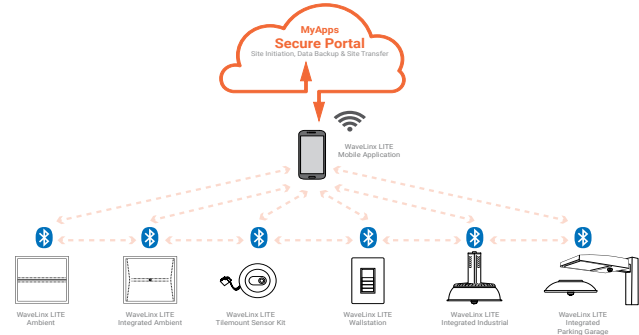 MyApps
Secure Portal
Site Initiation, Data Backup & Site Transfer
WaveLinx LITE
Mobile Application
WaveLinx LITE
Ambient
WaveLinx LITE
Integrated Ambient
WaveLinx LITE
Tilemount Sensor Kit
WaveLinx LITE
Wallstation
WaveLinx LITE
Integrated Industrial
WaveLinx LITE
Integrated
Parking Garage